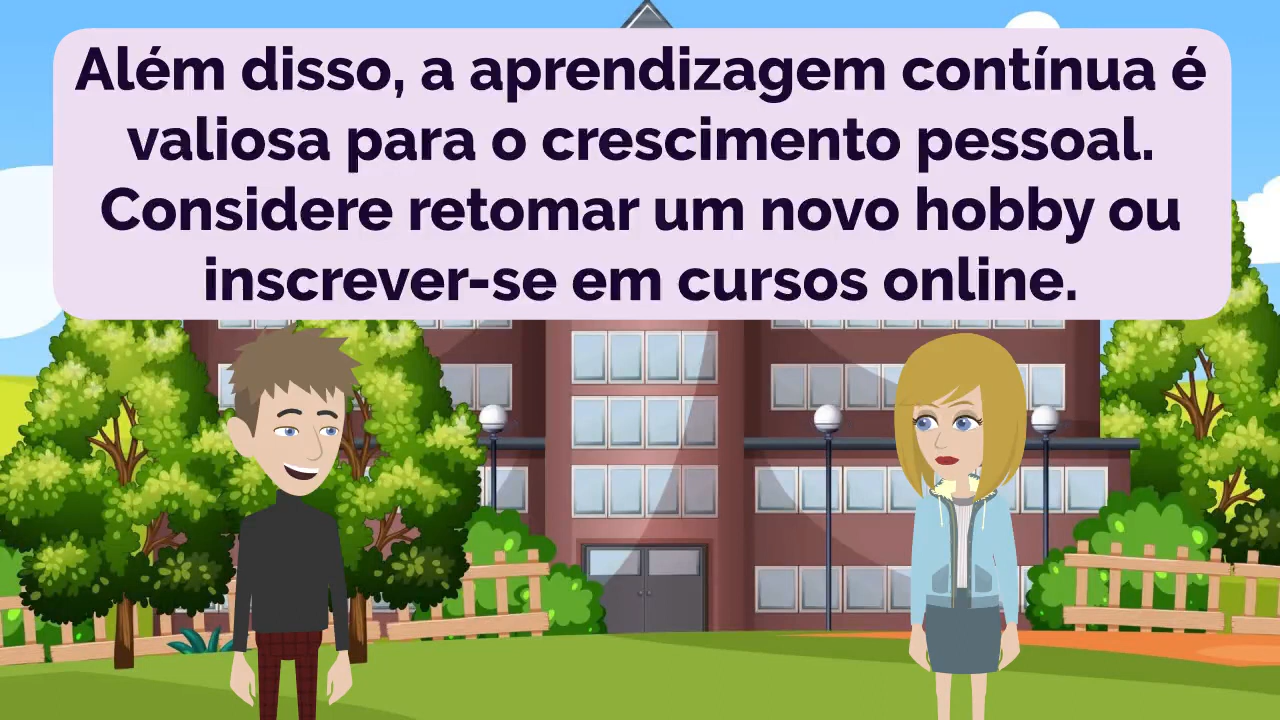 Além disso, a aprendizagem contínua é
valiosa para o crescimento pessoal.
Considere retomar um novo hobby ou
inscrever-se em cursos online.